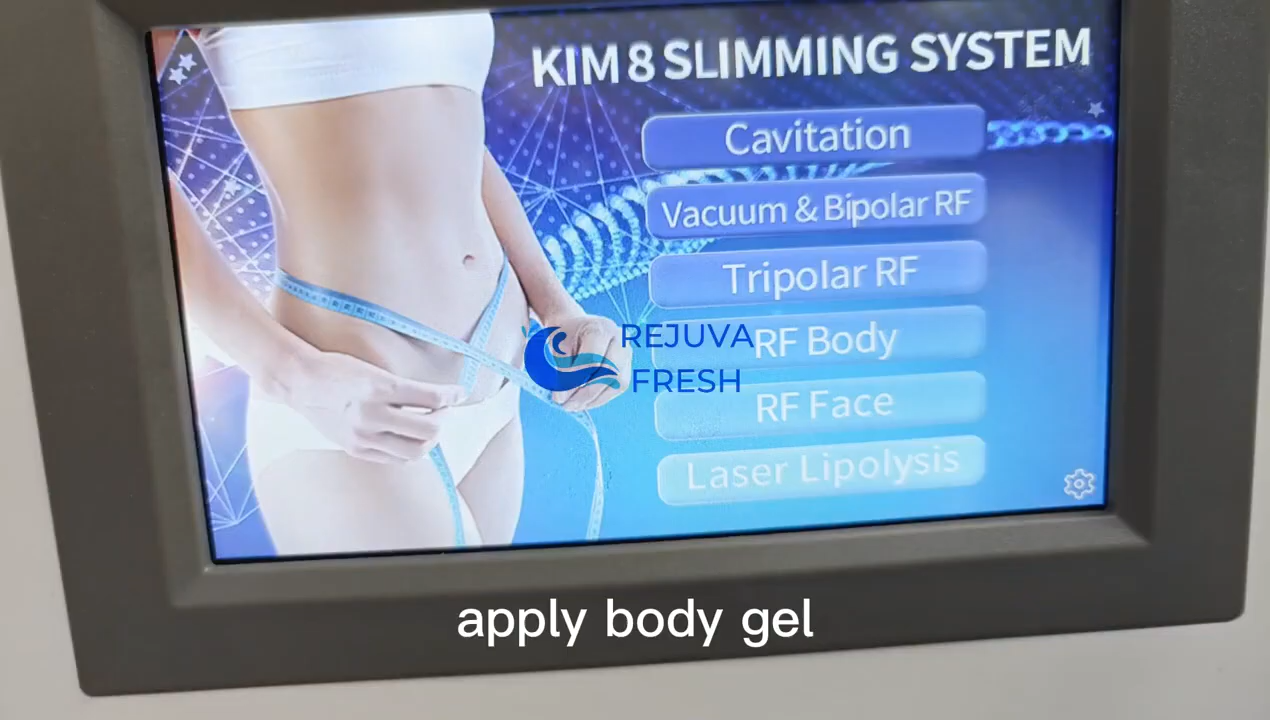 KIM 8 SLIMMING SYSTEM
Cavitation
Vacuum & Bipolar RF
Tripolar RF
RF Body
RF Face
Laser Lipolysis
REJUVA
FRESH
apply body gel